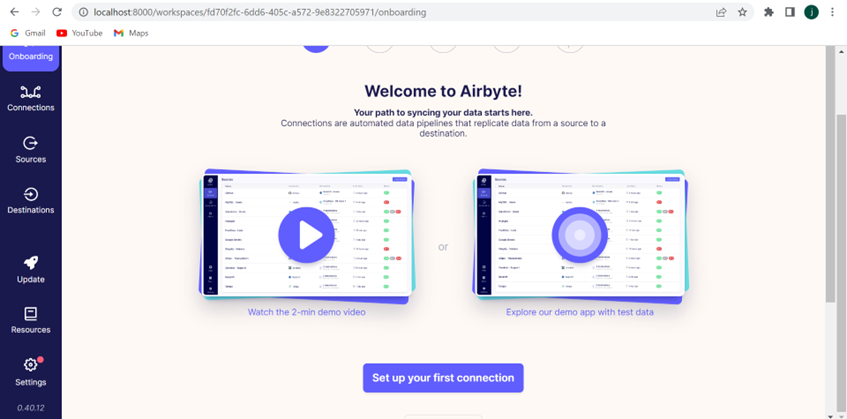 localhost:8000/workspaces/fd70f2fc-6dd6-405c-a572-9e8322705971/onboarding
j
Gmail
YouTube
Maps
Onboarding
Connections
Sources
Destinations
Update
Resources
Settings
0.40.12
Welcome to Airbyte!
Your path to syncing your data starts here.
Connections are automated data pipelines that replicate data from a source to a
destination.
Sources
Sources
or
Watch the 2-min demo video
Explore our demo app with test data
Set up your first connection